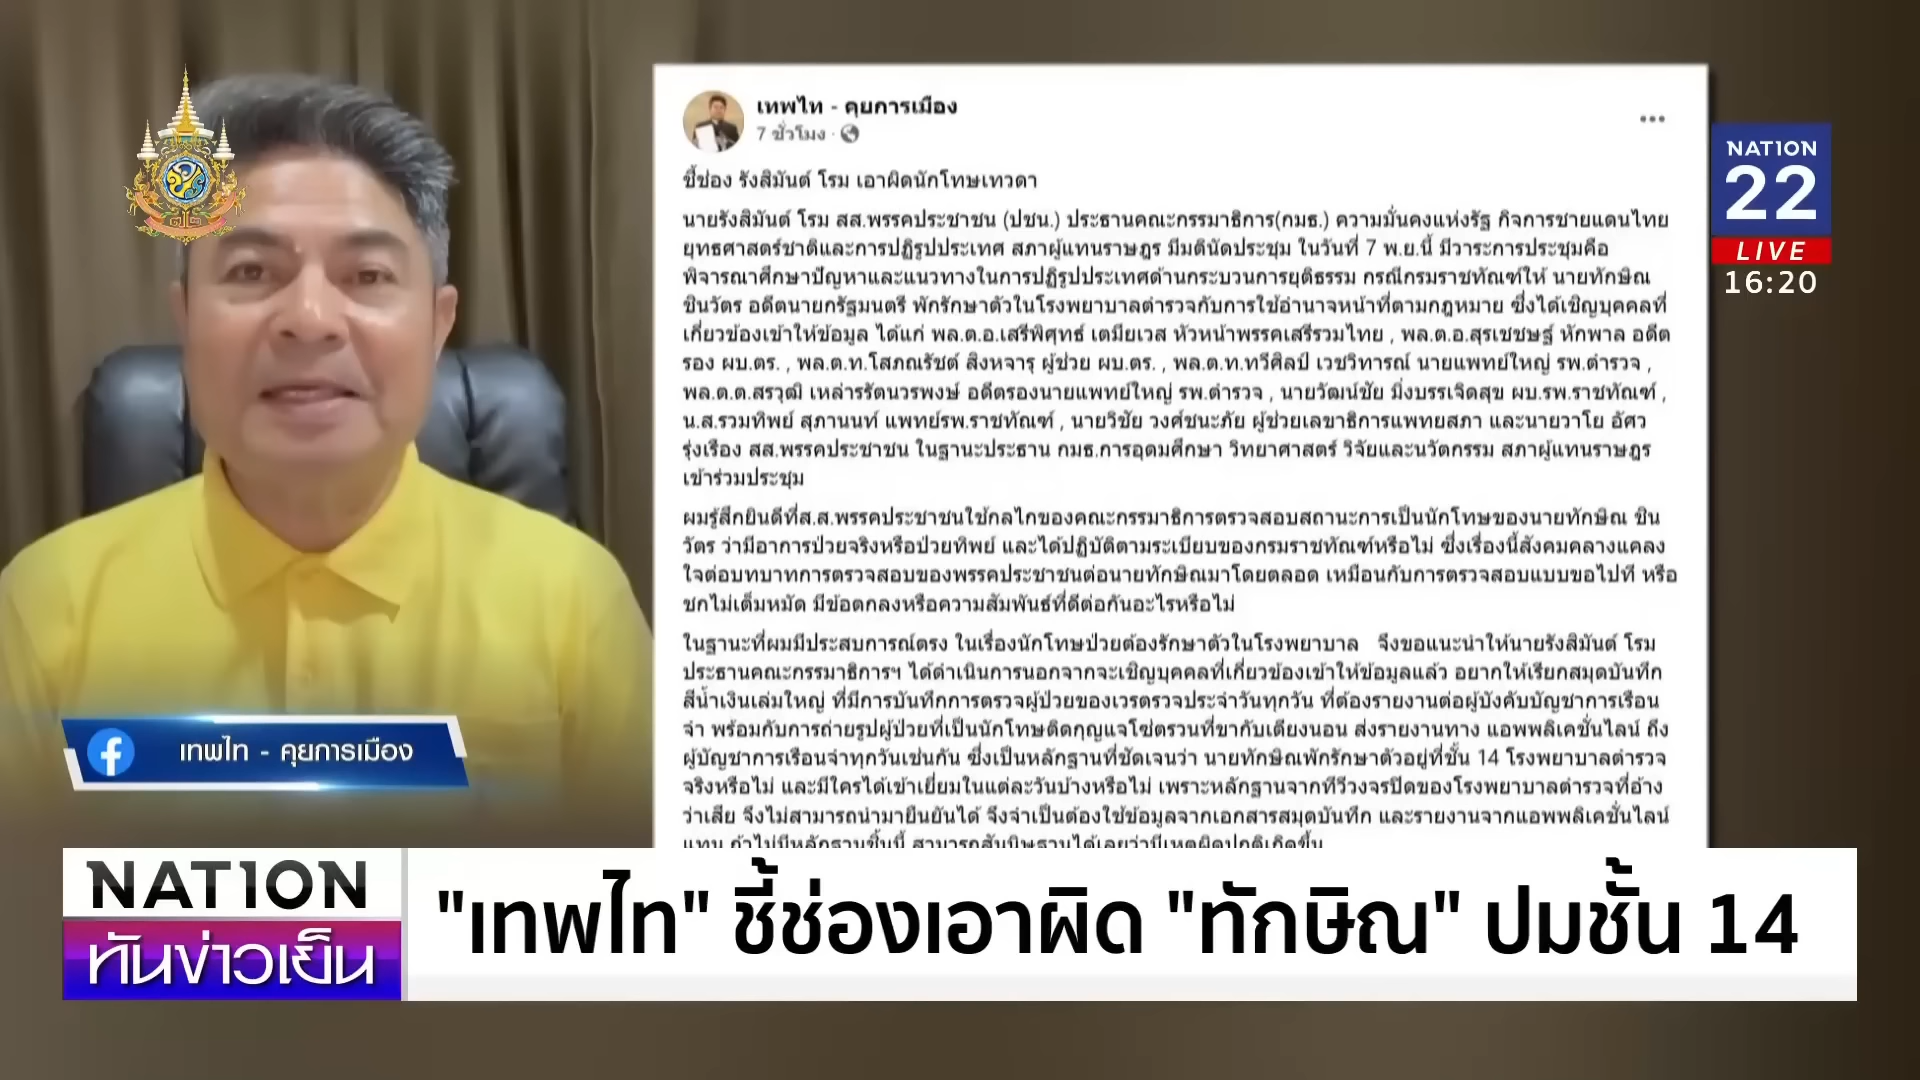 เทพไท - คุยการเมือง
7 ชั่วโมง ·
ชี้ช่อง รังสิมันต์ โรม เอาผิดนักโทษเทวดา
นายรังสิมันต์ โรม สส.พรรคประชาชน (ปชน.) ประธานคณะกรรมาธิการ(กมธ.) ความมั่นคงแห่งรัฐ กิจการชายแดนไทย
ยุทธศาสตร์ชาติและการปฏิรูปประเทศ สภาผู้แทนราษฎร มีมตินัดประชุม ในวันที่ 7 พ.ย.นี้ มีวาระการประชุมคือ
พิจารณาศึกษาปัญหาและแนวทางในการปฏิรูปประเทศด้านกระบวนการยุติธรรม กรณีกรมราชทัณฑ์ให้ นายทักษิณ
ชินวัตร อดีตนายกรัฐมนตรี พักรักษาตัวในโรงพยาบาลตำรวจกับการใช้อำนาจหน้าที่ตามกฎหมาย ซึ่งได้เชิญบุคคลที่
เกี่ยวข้องเข้าให้ข้อมูล ได้แก่ พล.ต.อ.เสรีพิศุทธ์ เตมียเวส หัวหน้าพรรคเสรีรวมไทย , พล.ต.อ.สุรเชชษฐ์ หักพาล อดีต
รอง ผบ.ตร. , พล.ต.ท.โสภณรัชต์ สิงหจารุ ผู้ช่วย ผบ.ตร. , พล.ต.ท.ทวีศิลป์ เวชวิทารณ์ นายแพทย์ใหญ่ รพ.ตำรวจ ,
พล.ต.ต.สรวุฒิ เหล่ารรัตนวรพงษ์ อดีตรองนายแพทย์ใหญ่ รพ.ตำรวจ , นายวัฒน์ชัย มิ่งบรรเจิดสุข ผบ.รพ.ราชทัณฑ์ ,
น.ส.รวมทิพย์ สุภานนท์ แพทย์รพ.ราชทัณฑ์ , นายวิชัย วงศ์ชนะภัย ผู้ช่วยเลขาธิการแพทยสภา และนายวาโย อัศว
รุ่งเรือง สส.พรรคประชาชน ในฐานะประธาน กมธ.การอุดมศึกษา วิทยาศาสตร์ วิจัยและนวัตกรรม สภาผู้แทนราษฎร
เข้าร่วมประชุม
ผมรู้สึกยินดีที่ส.ส.พรรคประชาชนใช้กลไกของคณะกรรมาธิการตรวจสอบสถานะการเป็นนักโทษของนายทักษิณ ชิน
วัตร ว่ามีอาการป่วยจริงหรือป่วยทิพย์ และได้ปฏิบัติตามระเบียบของกรมราชทัณฑ์หรือไม่ ซึ่งเรื่องนี้สังคมคลางแคลง
ใจต่อบทบาทการตรวจสอบของพรรคประชาชนต่อนายทักษิณมาโดยตลอด เหมือนกับการตรวจสอบแบบขอไปที หรือ
ชกไม่เต็มหมัด มีข้อตกลงหรือความสัมพันธ์ที่ดีต่อกันอะไรหรือไม่
ในฐานะที่ผมมีประสบการณ์ตรง ในเรื่องนักโทษป่วยต้องรักษาตัวในโรงพยาบาล จึงขอแนะนำให้นายรังสิมันต์ โรม
ประธานคณะกรรมาธิการฯ ได้ดำเนินการนอกจากจะเชิญบุคคลที่เกี่ยวข้องเข้าให้ข้อมูลแล้ว อยากให้เรียกสมุดบันทึก
สีน้ำเงินเล่มใหญ่ ที่มีการบันทึกการตรวจผู้ป่วยของเวรตรวจประจำวันทุกวัน ที่ต้องรายงานต่อผู้บังคับบัญชาการเรือน
จำ พร้อมกับการถ่ายรูปผู้ป่วยที่เป็นนักโทษติดกุญแจโซ่ตรวนที่ขากับเตียงนอน ส่งรายงานทาง แอพพลิเคชั่นไลน์ ถึง
ผู้บัญชาการเรือนจำทุกวันเช่นกัน ซึ่งเป็นหลักฐานที่ชัดเจนว่า นายทักษิณพักรักษาตัวอยู่ที่ชั้น 14 โรงพยาบาลตำรวจ
จริงหรือไม่ และมีใครได้เข้าเยี่ยมในแต่ละวันบ้างหรือไม่ เพราะหลักฐานจากทีวีวงจรปิดของโรงพยาบาลตำรวจที่อ้าง
ว่าเสีย จึงไม่สามารถนำมายืนยันได้ จึงจำเป็นต้องใช้ข้อมูลจากเอกสารสมุดบันทึก และรายงานจากแอพพลิเคชั่นไลน์
แทน ถ้าไม่มีหลักฐานชิ้นนี้ สามารถสันนิษฐานได้เลยว่ามีเหตุผิดปกติเกิดขึ้น
NATION
22
LIVE
16:20
เทพไท - คุยการเมือง
NATION
ทันข่าวเย็น
"เทพไท" ชี้ช่องเอาผิด "ทักษิณ" ปมชั้น 14